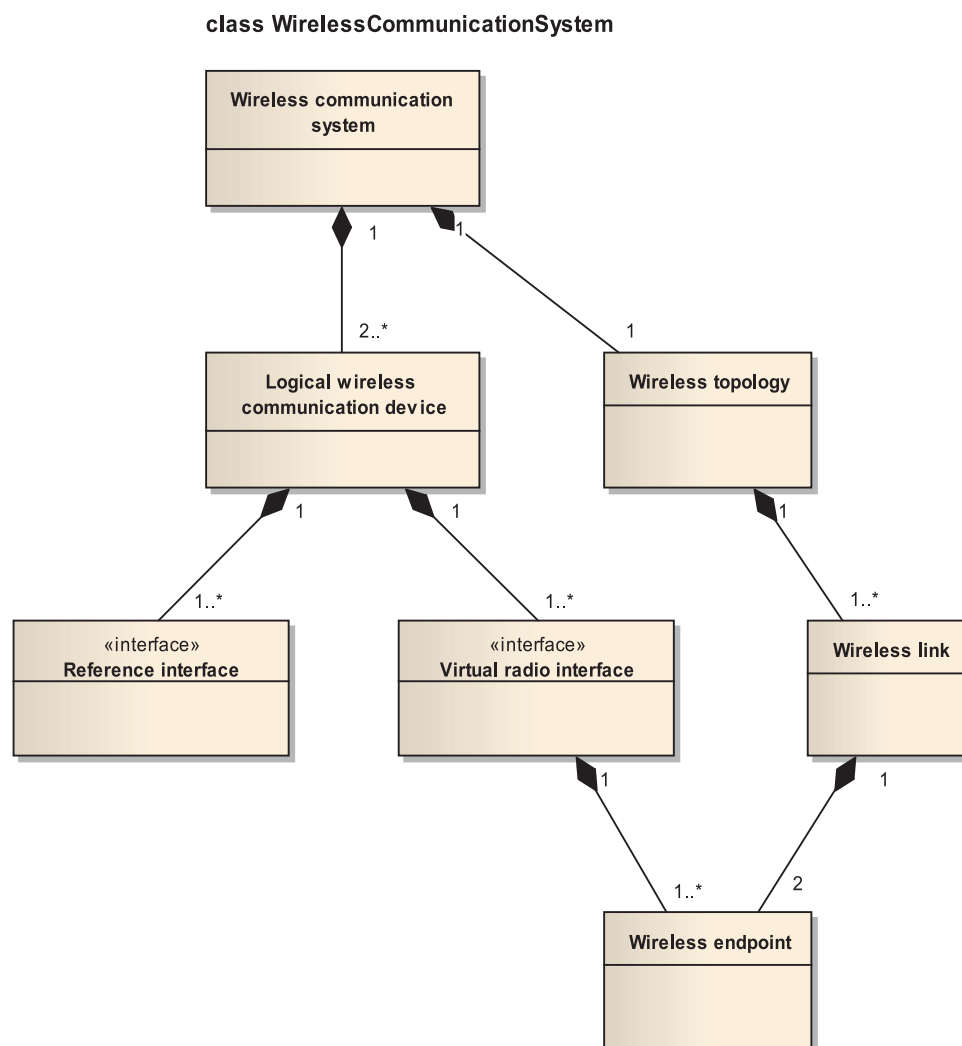 class WirelessCommunicationSystem
Wireless communication
system
1
1
2..*
1
Logical wireless
communication device
Wireless topology
1
1
1
1..*
1..*
1..*
«interface»
Reference interface
«interface»
Virtual radio interface
Wireless link
1
1
1..*
2
Wireless endpoint